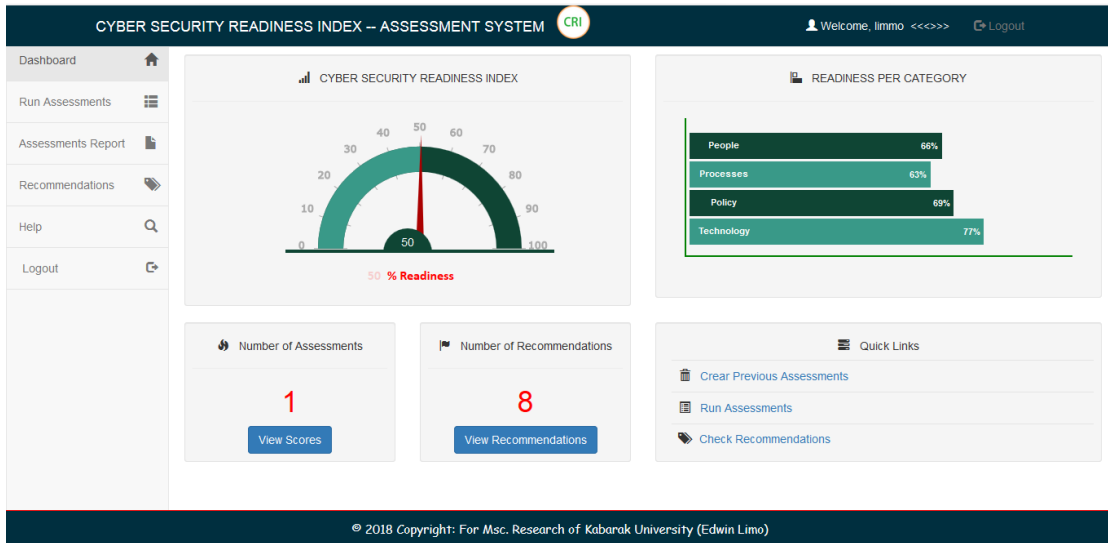 CYBER SECURITY READINESS INDEX -- ASSESSMENT SYSTEM
CRI
Welcome, limmo <<<>>>
Logout
Dashboard
Run Assessments
Assessments Report
Recommendations
Help
Logout
CYBER SECURITY READINESS INDEX
0
10
20
30
40
50
60
70
80
90
100
50
50 % Readiness
READINESS PER CATEGORY
People 66%
Processes 63%
Policy 69%
Technology 77%
Number of Assessments
1
View Scores
Number of Recommendations
8
View Recommendations
Quick Links
Crear Previous Assessments
Run Assessments
Check Recommendations
© 2018 Copyright: For Msc. Research of Kabarak University (Edwin Limo)